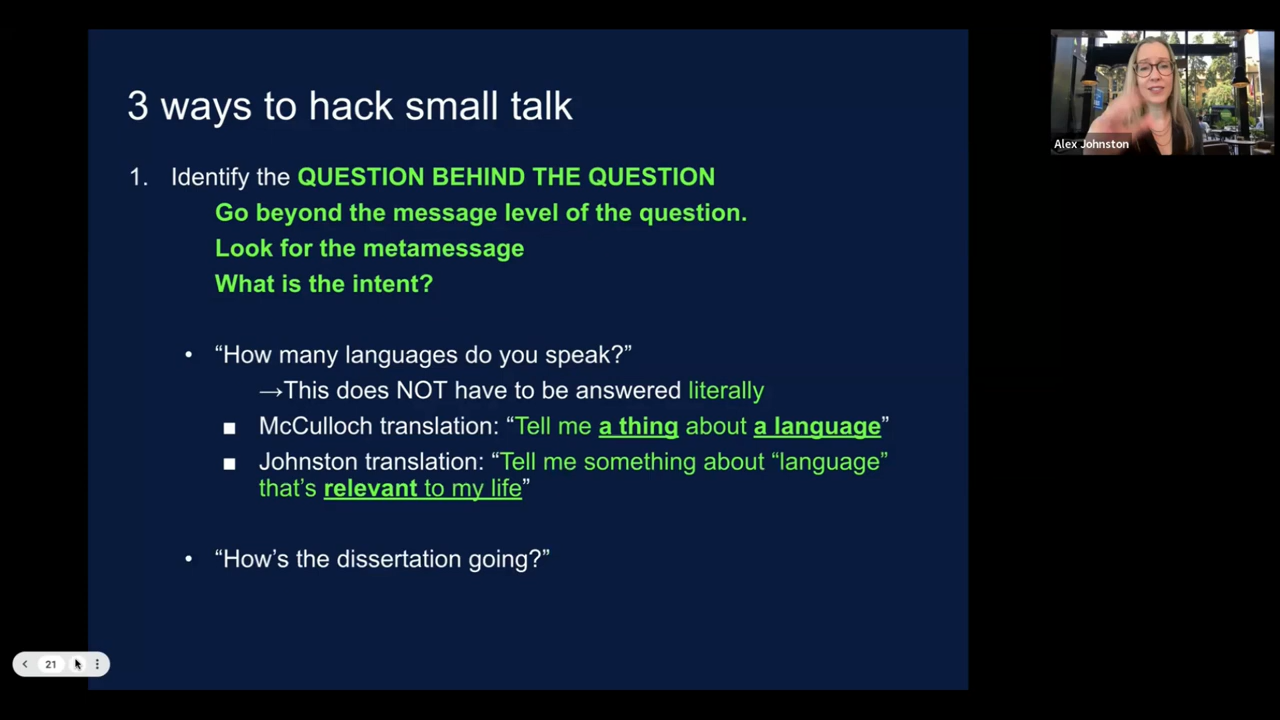 3 ways to hack small talk
1. Identify the QUESTION BEHIND THE QUESTION
Go beyond the message level of the question.
Look for the metamessage
What is the intent?
• “How many languages do you speak?”
→This does NOT have to be answered literally
▪ McCulloch translation: “Tell me a thing about a language”
▪ Johnston translation: “Tell me something about “language”
that’s relevant to my life”
• “How’s the dissertation going?”
Alex Johnston
21